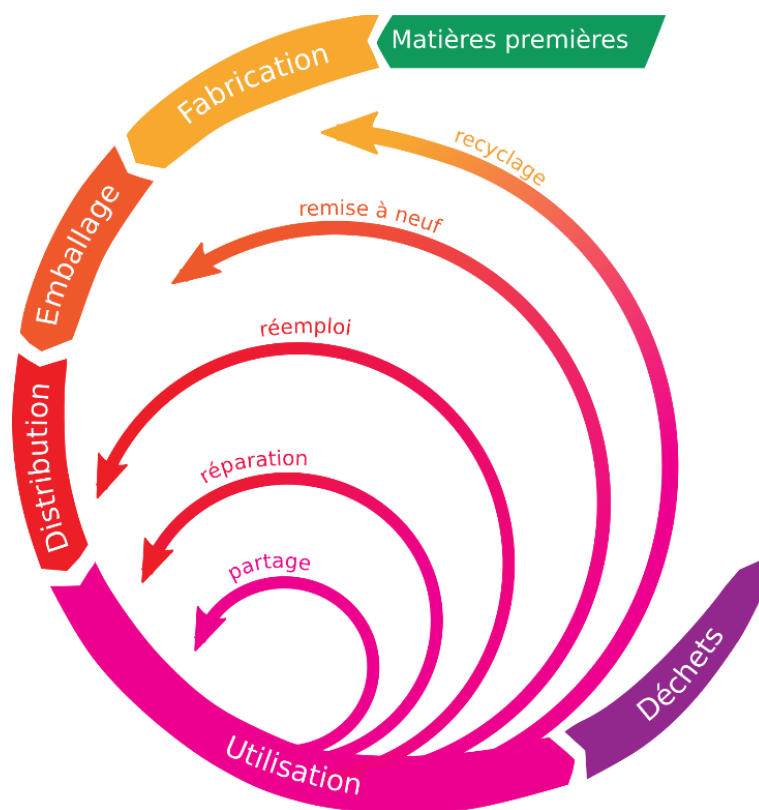 Matières premières
Fabrication
recyclage
Emballage
remise à neuf
réemploi
Distribution
réparation
partage
Déchets
Utilisation